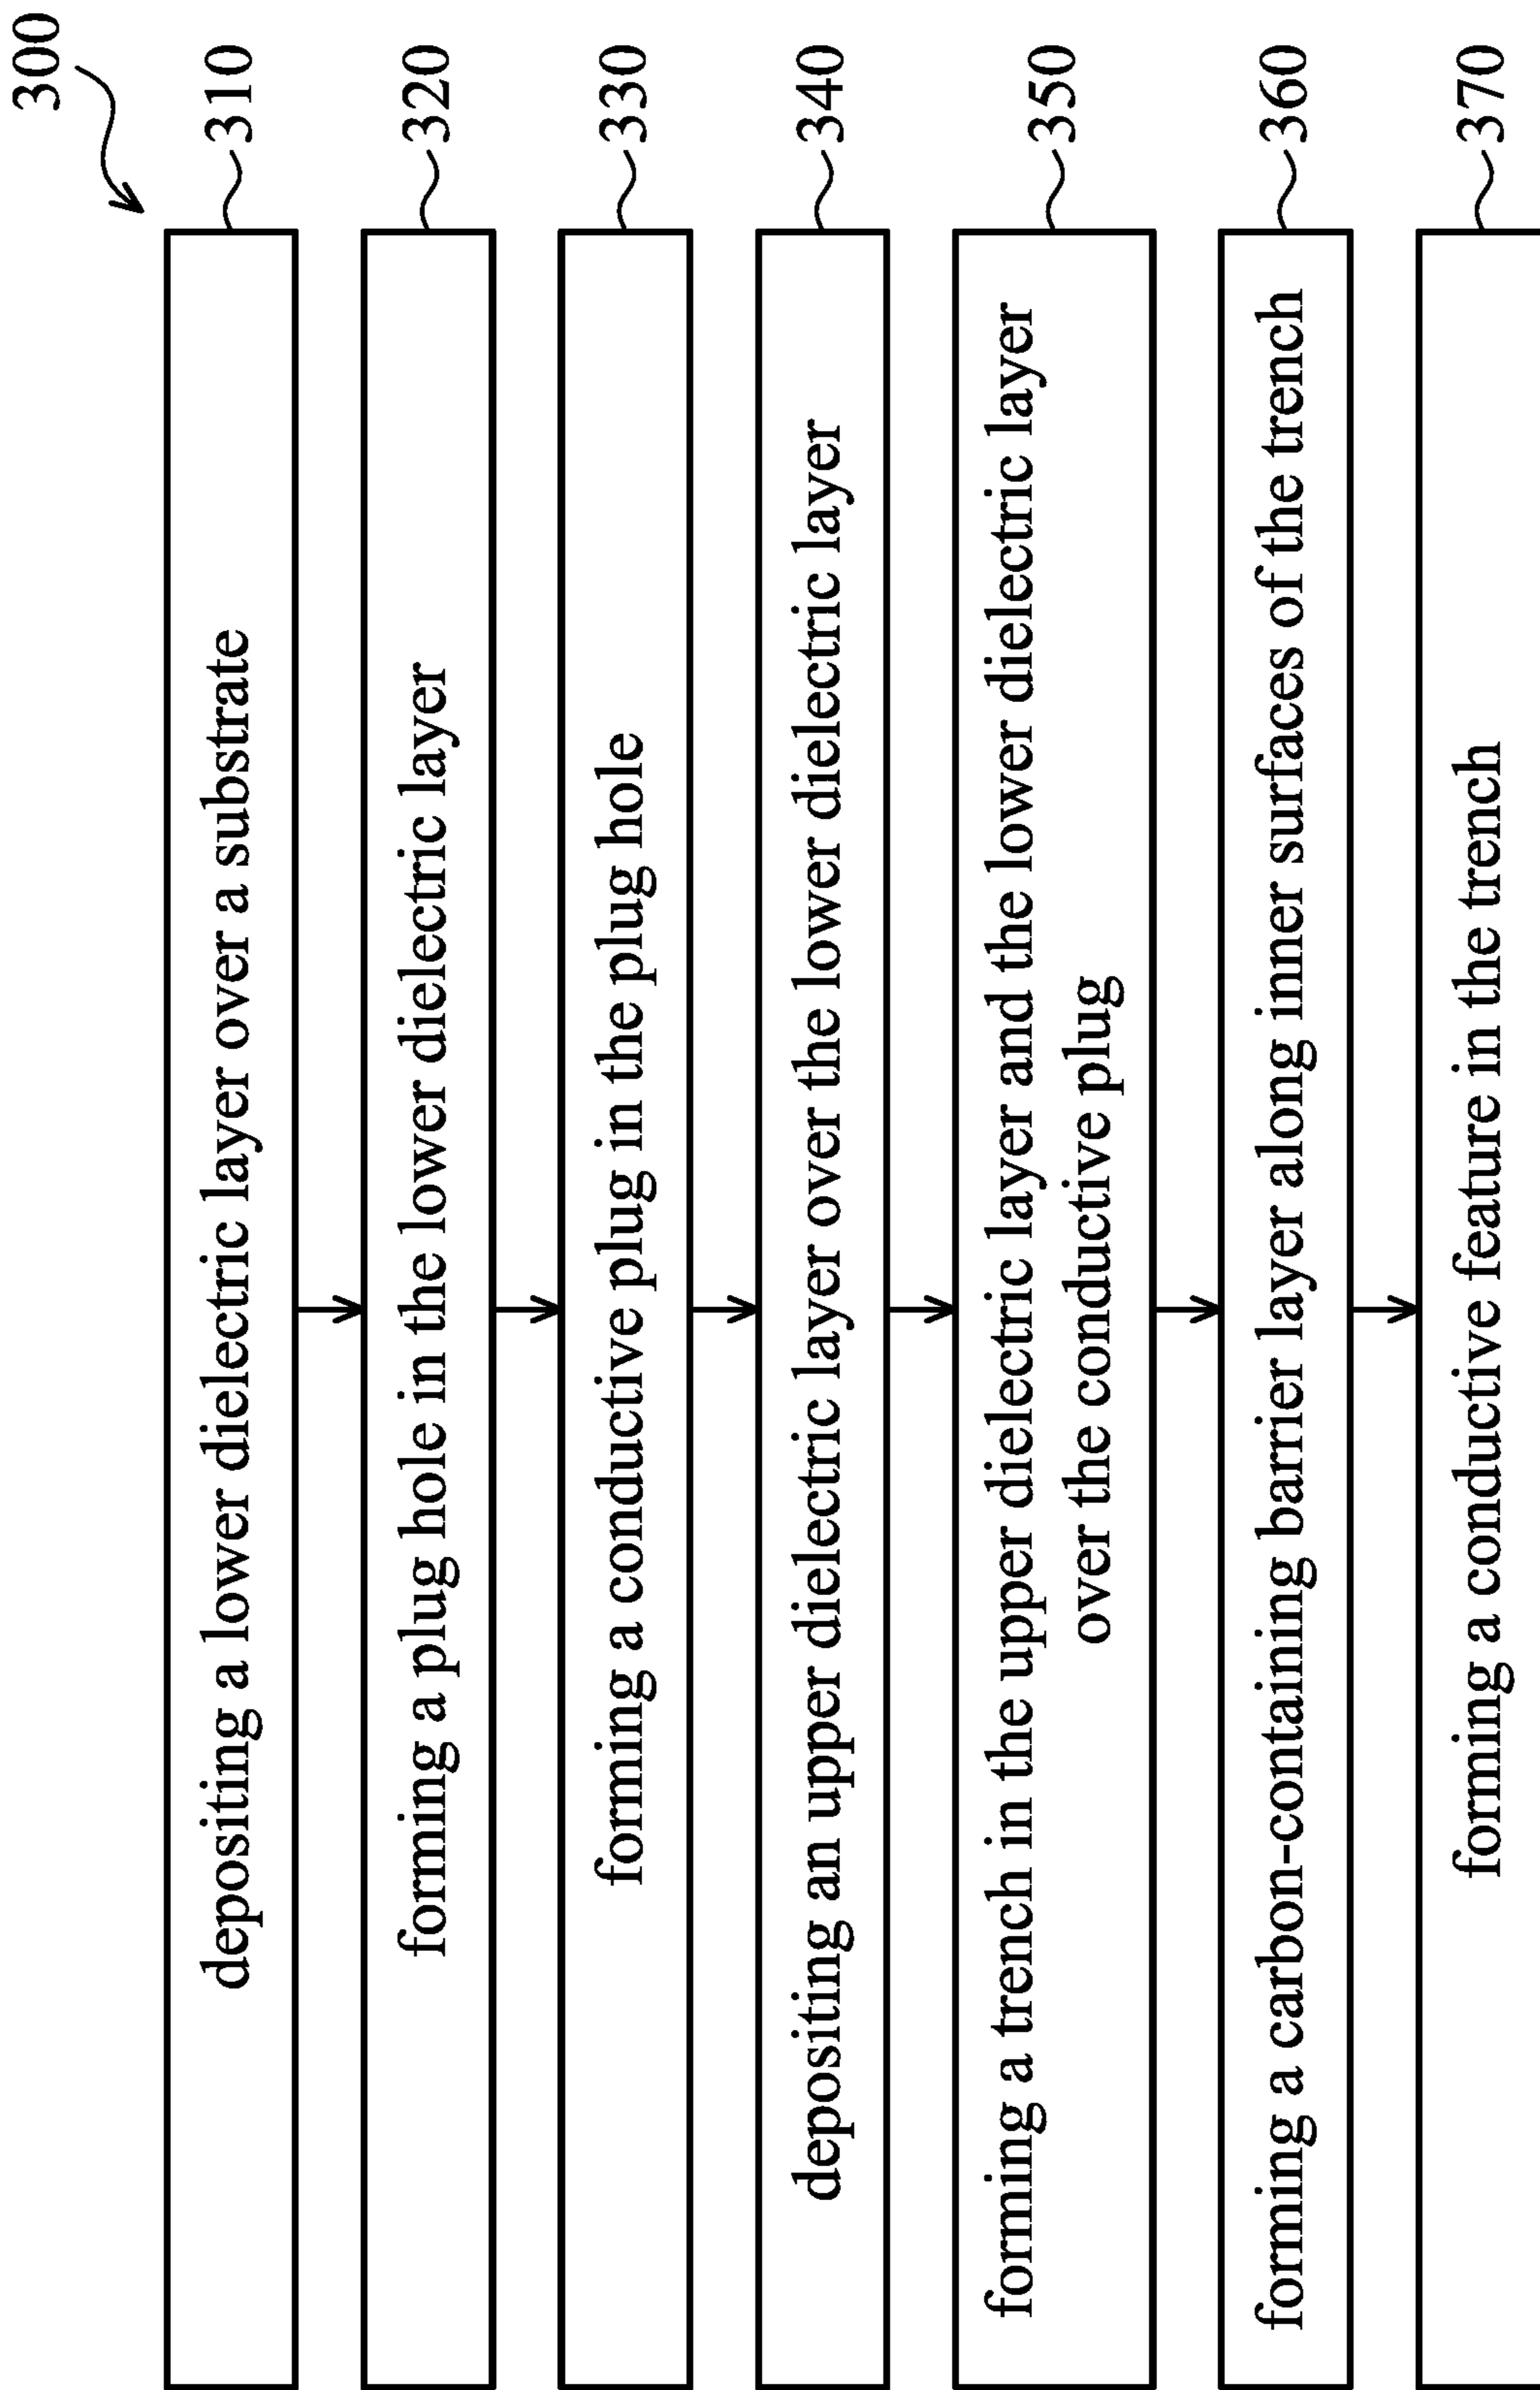 300
depositing a lower dielectric layer over a substrate
310
forming a plug hole in the lower dielectric layer
320
forming a conductive plug in the plug hole
330
depositing an upper dielectric layer over the lower dielectric layer
340
forming a trench in the upper dielectric layer and the lower dielectric layer
over the conductive plug
350
forming a carbon-containing barrier layer along inner surfaces of the trench
360
forming a conductive feature in the trench
370